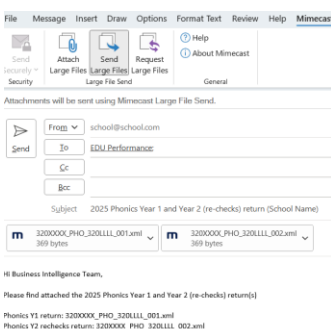 File Message Insert Draw Options Format Text Review Help Mimecast
Send Securely
Attach Large Files
Send Large Files
Request Large Files
Help
About Mimecast
Security Large File Send General
Attachments will be sent using Mimecast Large File Send.
Send
From school@school.com
To EDU Performance;
Cc
Bcc
Subject 2025 Phonics Year 1 and Year 2 (re-checks) return (School Name)
m 320XXXX_PHO_320LLLL_001.xml
369 bytes
m 320XXXX_PHO_320LLLL_002.xml
369 bytes
HI Business Intelligence Team,
Please find attached the 2025 Phonics Year 1 and Year 2 (re-checks) return(s)
Phonics Y1 return: 320XXXX_PHO_320LLLL_001.xml
Phonics Y2 rechecks return: 320XXXX_PHO_320LLLL_002.xml